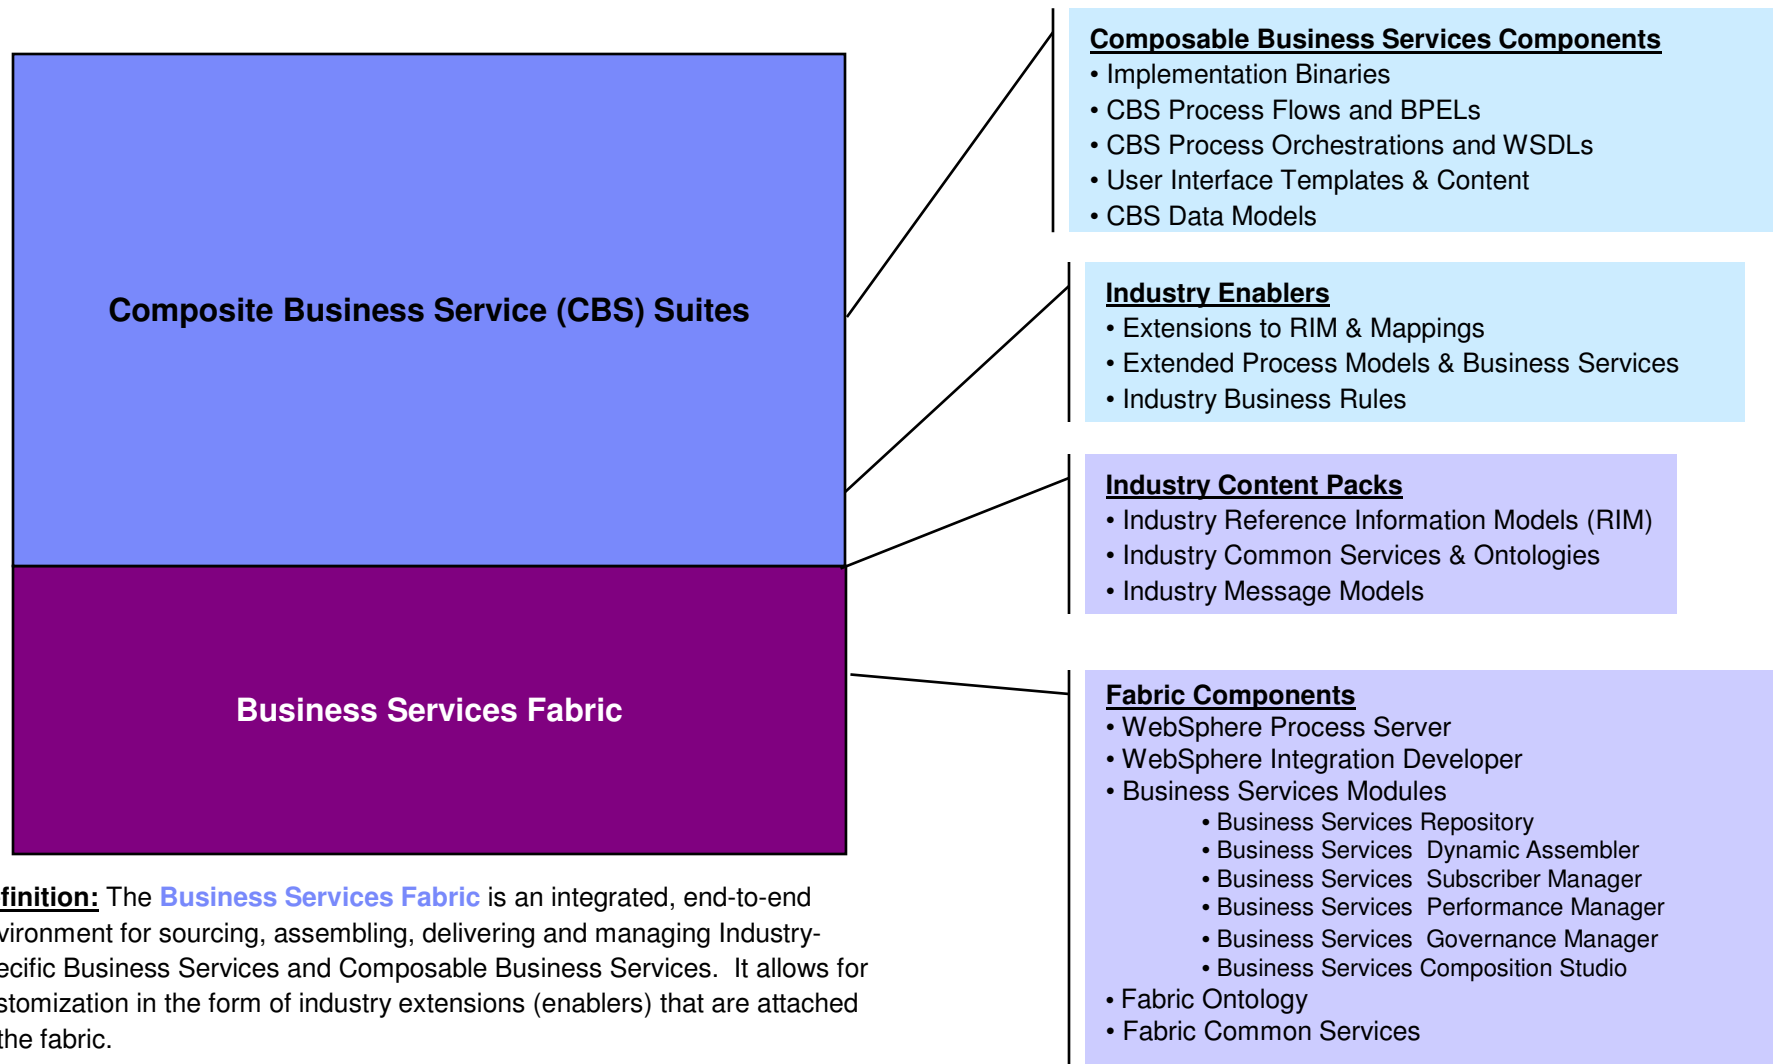 Composite Business Service (CBS) Suites
Business Services Fabric
finition: The Business Services Fabric is an integrated, end-to-end
vironment for sourcing, assembling, delivering and managing Industry-
ecific Business Services and Composable Business Services. It allows for
stomization in the form of industry extensions (enablers) that are attached
the fabric.
Composable Business Services Components
• Implementation Binaries
• CBS Process Flows and BPELs
• CBS Process Orchestrations and WSDLs
• User Interface Templates & Content
• CBS Data Models
Industry Enablers
• Extensions to RIM & Mappings
• Extended Process Models & Business Services
• Industry Business Rules
Industry Content Packs
• Industry Reference Information Models (RIM)
• Industry Common Services & Ontologies
• Industry Message Models
Fabric Components
• WebSphere Process Server
• WebSphere Integration Developer
• Business Services Modules
• Business Services Repository
• Business Services Dynamic Assembler
• Business Services Subscriber Manager
• Business Services Performance Manager
• Business Services Governance Manager
• Business Services Composition Studio
• Fabric Ontology
• Fabric Common Services